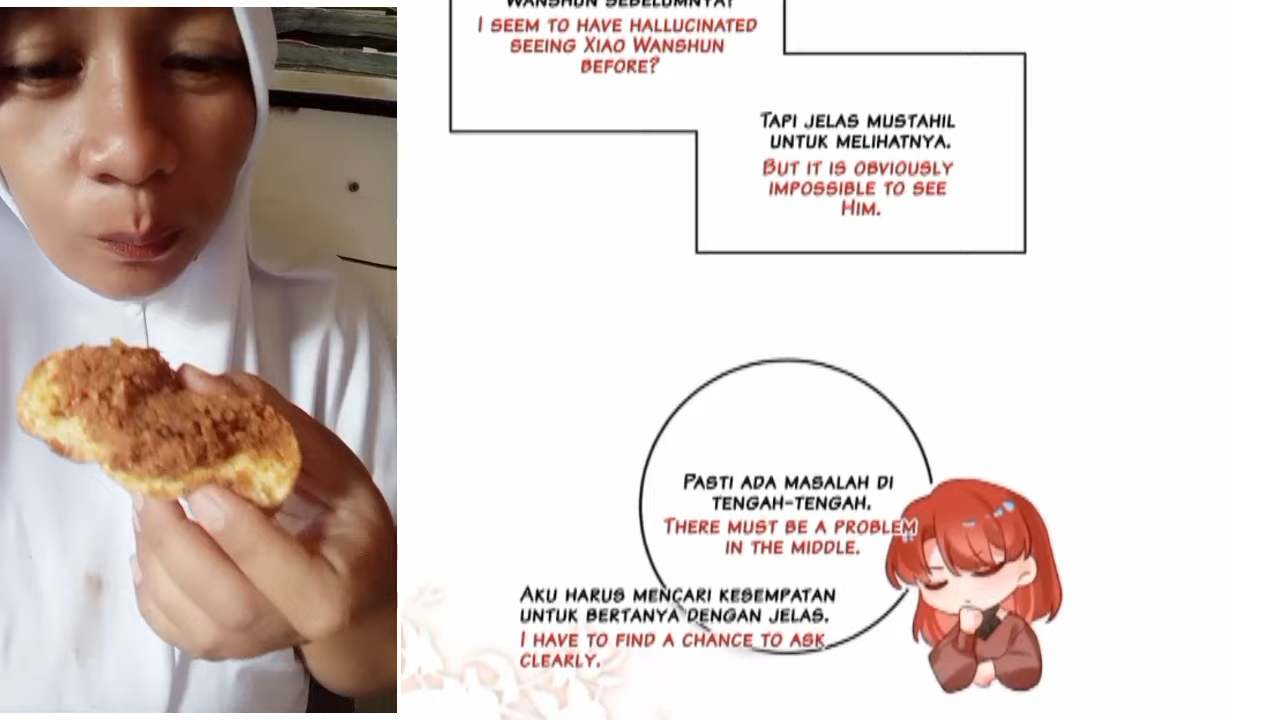 WANSHUN SEBELUMNYA?
I SEEM TO HAVE HALLUCINATED
SEEING XIAO WANSHUN
BEFORE?
TAPI JELAS MUSTAHIL
UNTUK MELIHATNYA.
BUT IT IS OBVIOUSLY
IMPOSSIBLE TO SEE
HIM.
PASTI ADA MASALAH DI
TENGAH-TENGAH.
THERE MUST BE A PROBLEM
IN THE MIDDLE.
AKU HARUS MENCARI KESEMPATAN
UNTUK BERTANYA DENGAN JELAS.
I HAVE TO FIND A CHANCE TO ASK
CLEARLY.